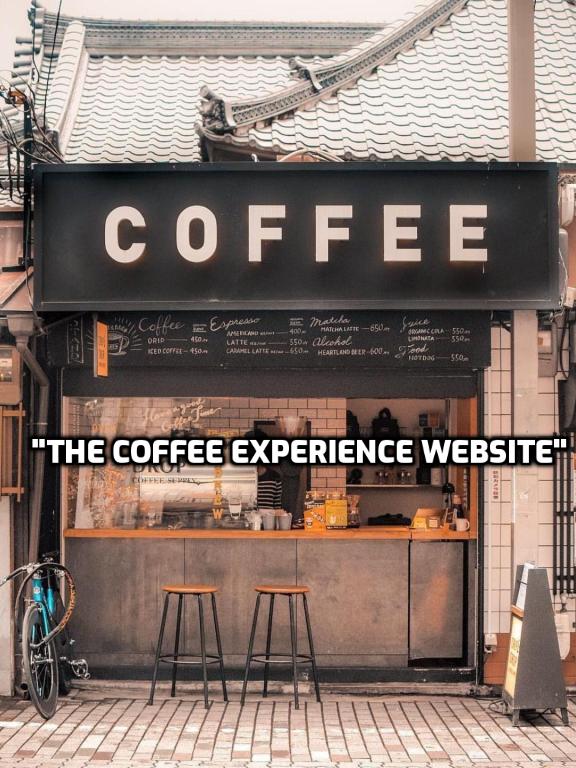 COFFEE
Coffee
DRIP 450
ICED COFFEE 450
Espresso
AMERICANO 400
LATTE 550
CARAMEL LATTE 650
Matcha
MATCHA LATTE 650
Alcohol
HEARTLAND BEER 600
Juice
ORGANIC COLA 550
LIMONATA 550
Food
HOTDOG 550
"THE COFFEE EXPERIENCE WEBSITE"
DROP
COFFEE SUPPLY
BREW